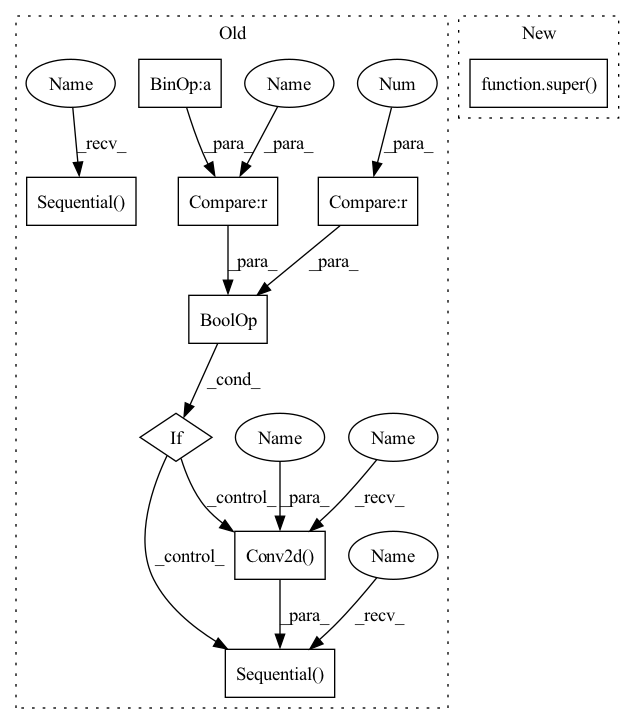 Old
New
Name
BinOp:a
Name
Num
function.super()
_recv_
_para_
_para_
_para_
Sequential()
Compare:r
Compare:r
_para_
_para_
BoolOp
_cond_
If
Name
Name
_control_
_para_
_recv_
_control_
Conv2d()
Name
_para_
_recv_
Sequential()